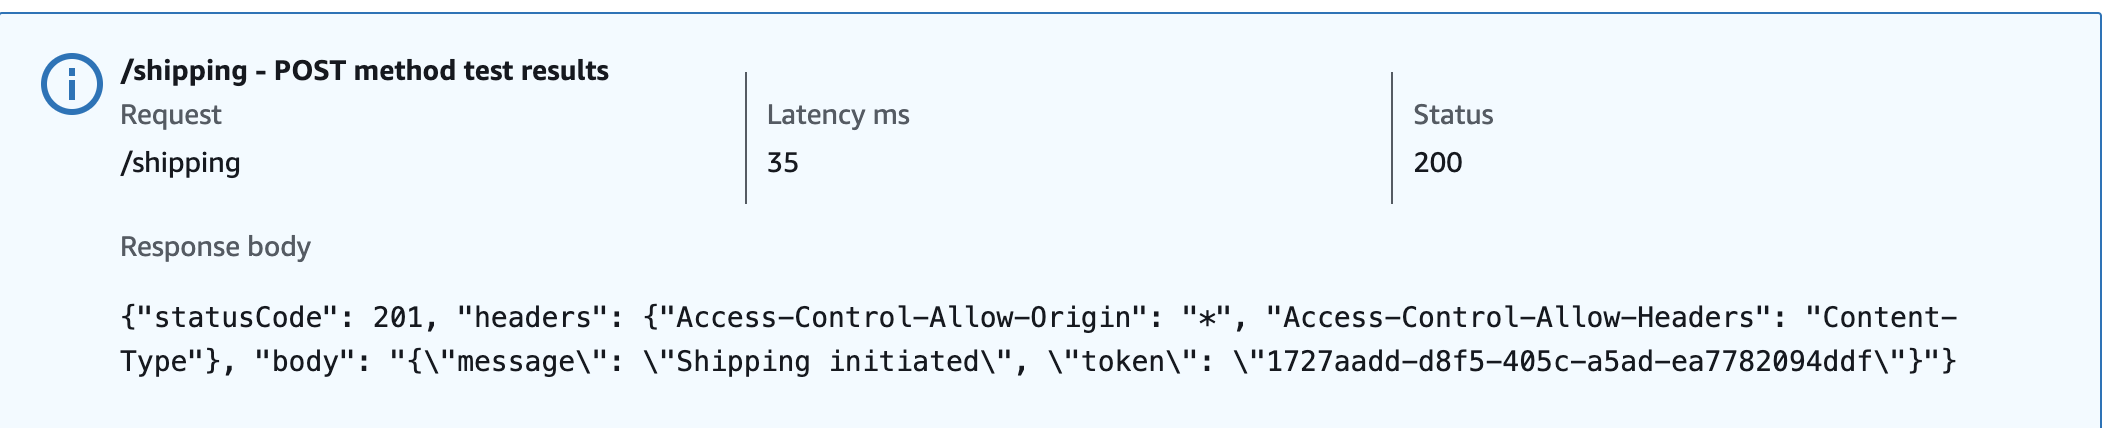 /shipping - POST method test results
Request
/shipping
Latency ms
35
Status
200
Response body
{"statusCode": 201, "headers": {"Access-Control-Allow-Origin": "*", "Access-Control-Allow-Headers": "Content-
Type"}, "body": "{\"message\": \"Shipping initiated\", \"token\": \"1727aadd-d8f5-405c-a5ad-ea7782094ddf\"}"}